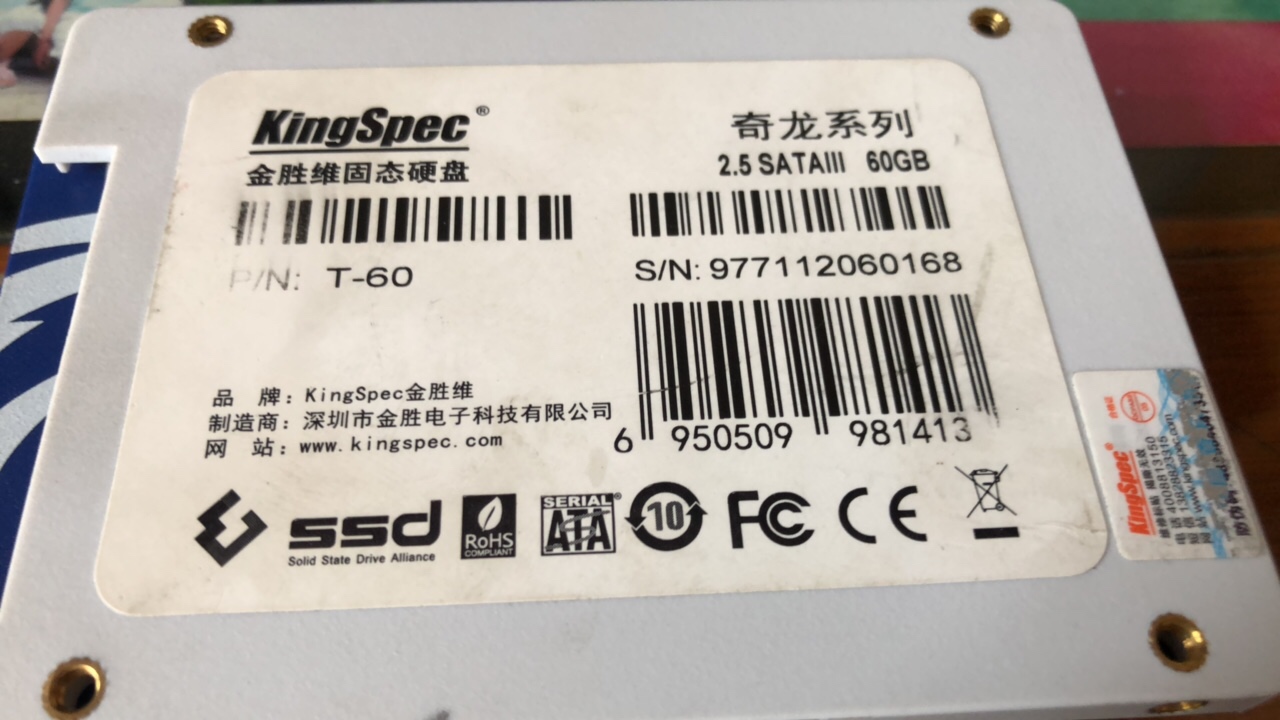 KingSpec®
金胜维固态硬盘
奇龙系列
2.5 SATAIII 60GB
P/N: T-60
S/N: 977112060168
品 牌：KingSpec金胜维
制造商：深圳市金胜电子科技有限公司
网 站：www.kingspec.com
6 950509 981413
ssd
Solid State Drive Alliance
RoHS
COMPLIANT
SERIAL®
ATA
10
FC
CE
KingSpec®